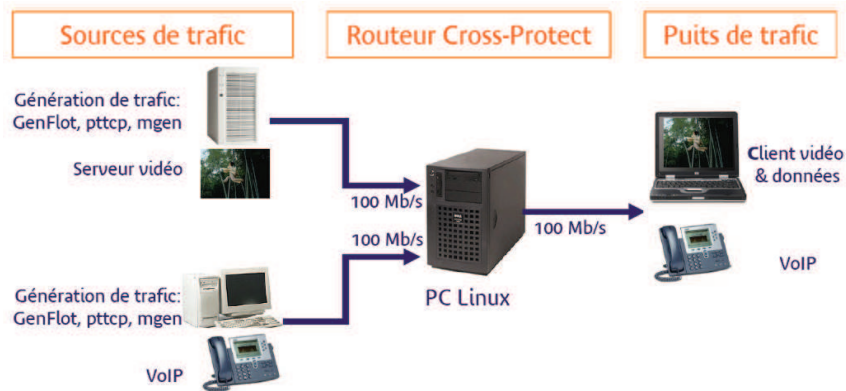 Sources de trafic
Routeur Cross-Protect
Puits de trafic
Génération de trafic:
GenFlot, pttcp, mgen
Serveur vidéo
100 Mb/s
100 Mb/s
Génération de trafic:
GenFlot, pttcp, mgen
VoIP
PC Linux
100 Mb/s
Client vidéo
& données
VoIP